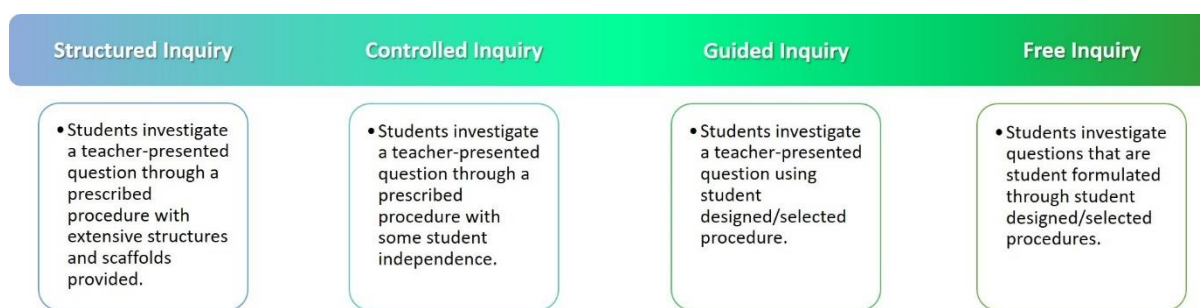 Structured Inquiry
Controlled Inquiry
Guided Inquiry
Free Inquiry
• Students investigate
a teacher-presented
question through a
prescribed
procedure with
extensive structures
and scaffolds
provided.
• Students investigate
a teacher-presented
question through a
prescribed
procedure with
some student
independence.
• Students investigate
a teacher-presented
question using
student
designed/selected
procedure.
• Students investigate
questions that are
student formulated
through student
designed/selected
procedures.